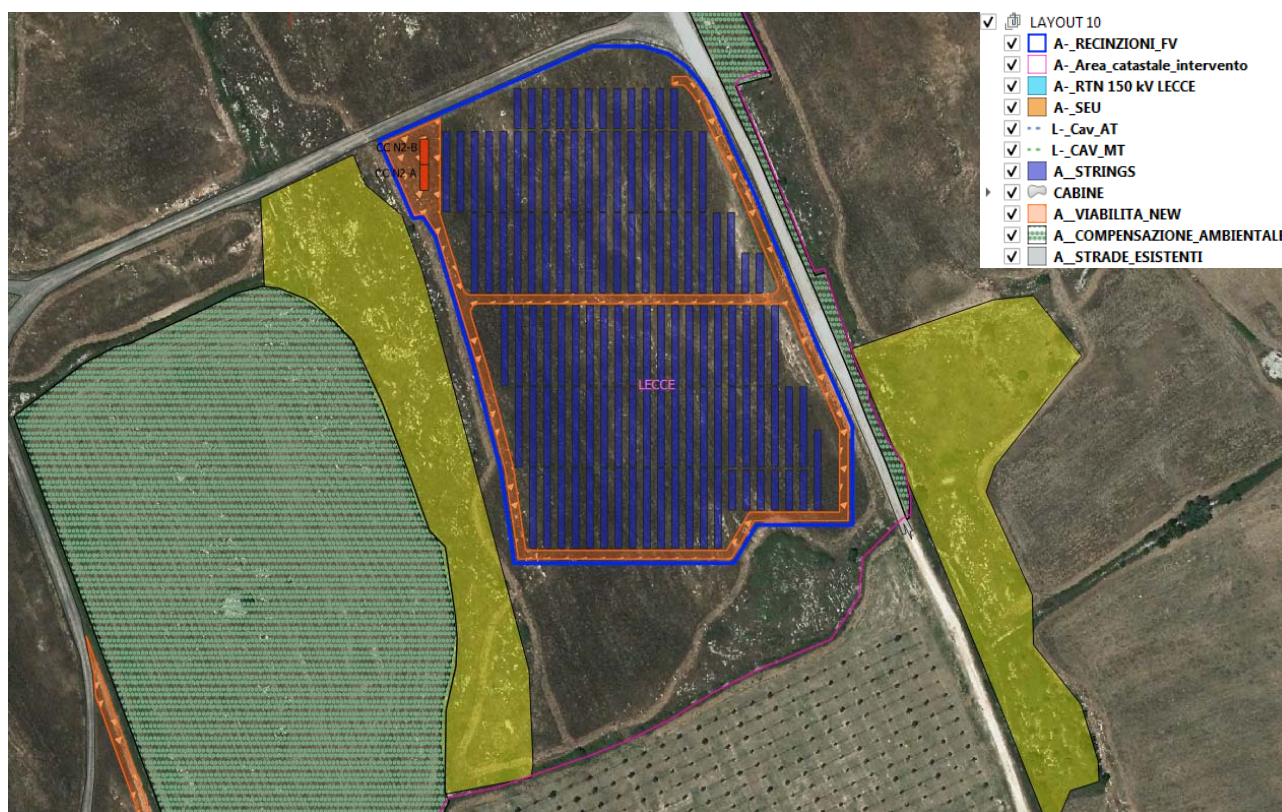 LAYOUT 10
A-_RECINZIONI_FV
A-_Area_catastale_intervento
A-_RTN 150 kV LECCE
A-_SEU
L-_Cav_AT
L-_CAV_MT
A__STRINGS
CABINE
A__VIABILITA_NEW
A__COMPENSAZIONE_AMBIENTALE
A__STRADE_ESISTENTI
CC N2-B
CC N2-A
LECCE